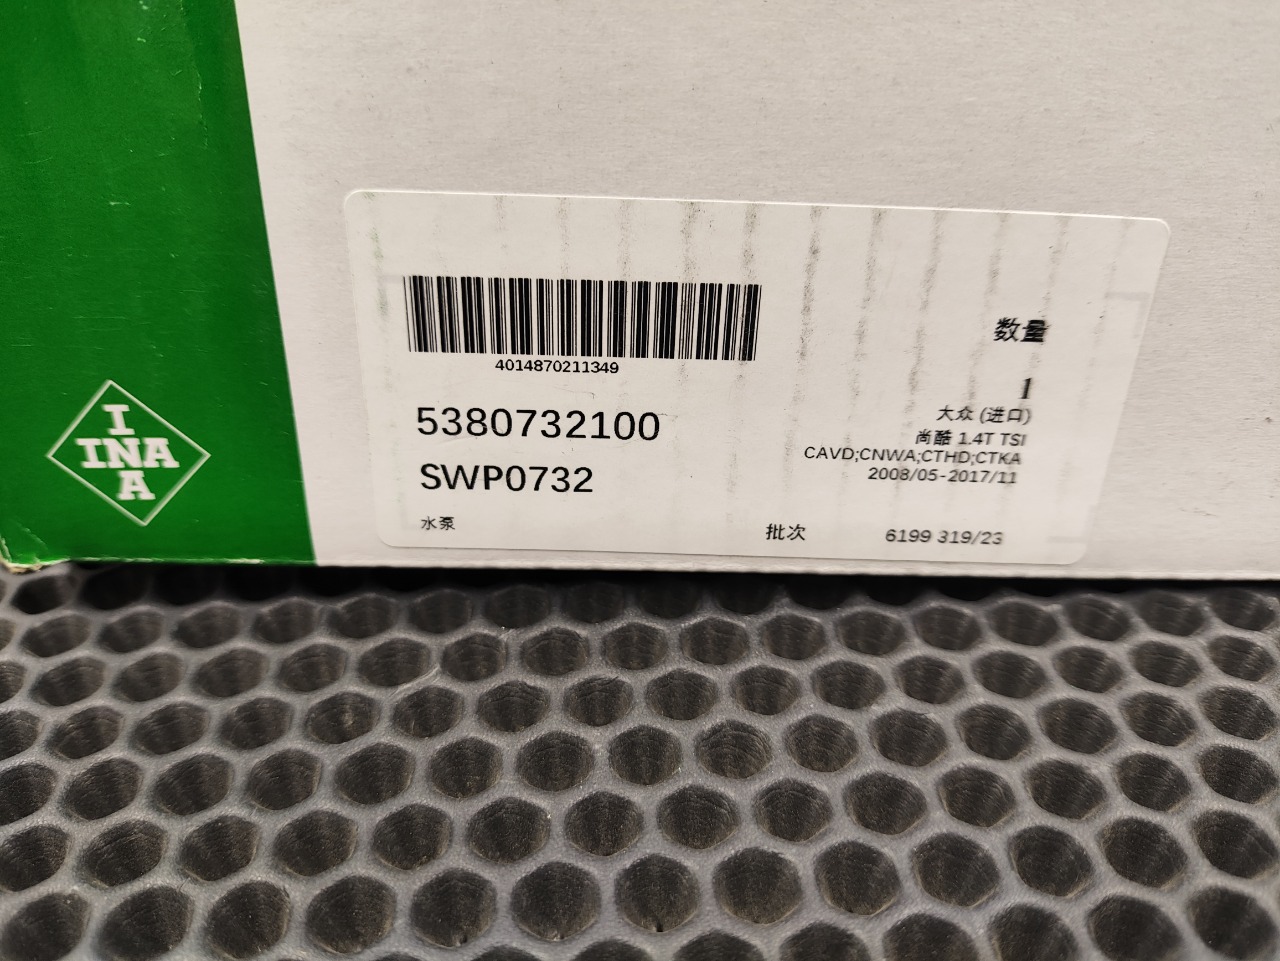 I
INA
A
4014870211349
5380732100
SWP0732
水泵
数量
1
大众 (进口)
尚酷 1.4T TSI
CAVD;CNWA;CTHD;CTKA
2008/05-2017/11
批次 6199 319/23